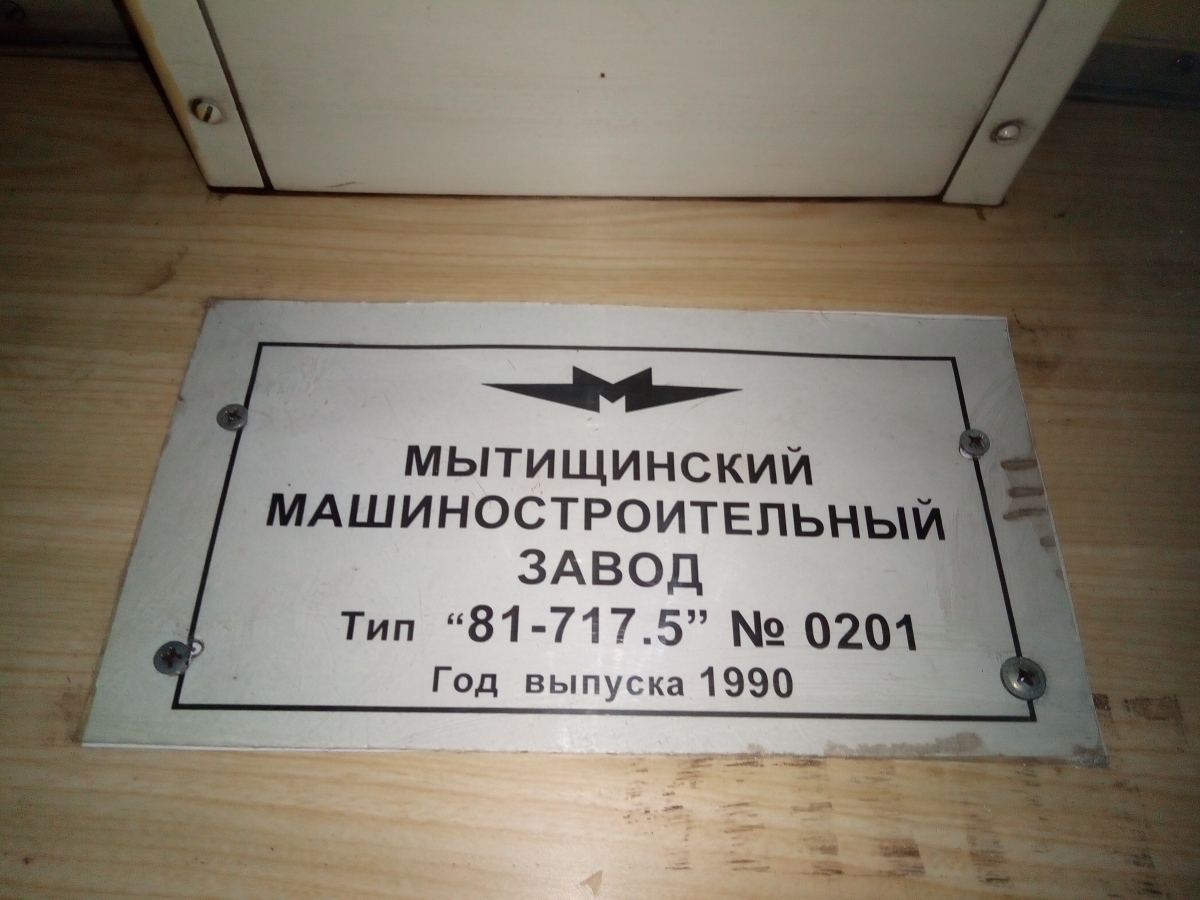 МЫТИЩИНСКИЙ
МАШИНОСТРОИТЕЛЬНЫЙ
ЗАВОД
Тип “81-717.5” № 0201
Год выпуска 1990